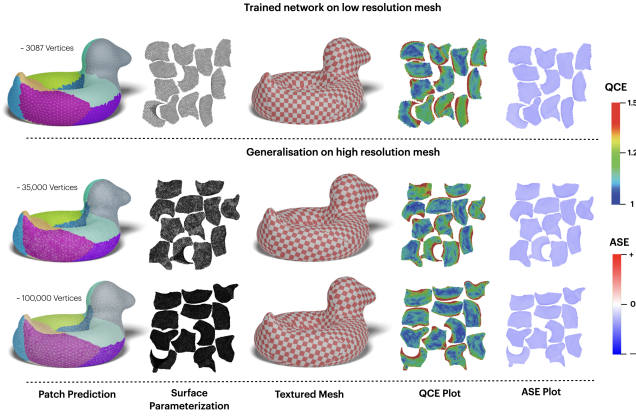 Trained network on low resolution mesh
~ 3087 Vertices
QCE
1.5
1.2
1
Generalisation on high resolution mesh
~ 35,000 Vertices
ASE
+
0
~ 100,000 Vertices
Patch Prediction
Surface
Parameterization
Textured Mesh
QCE Plot
ASE Plot